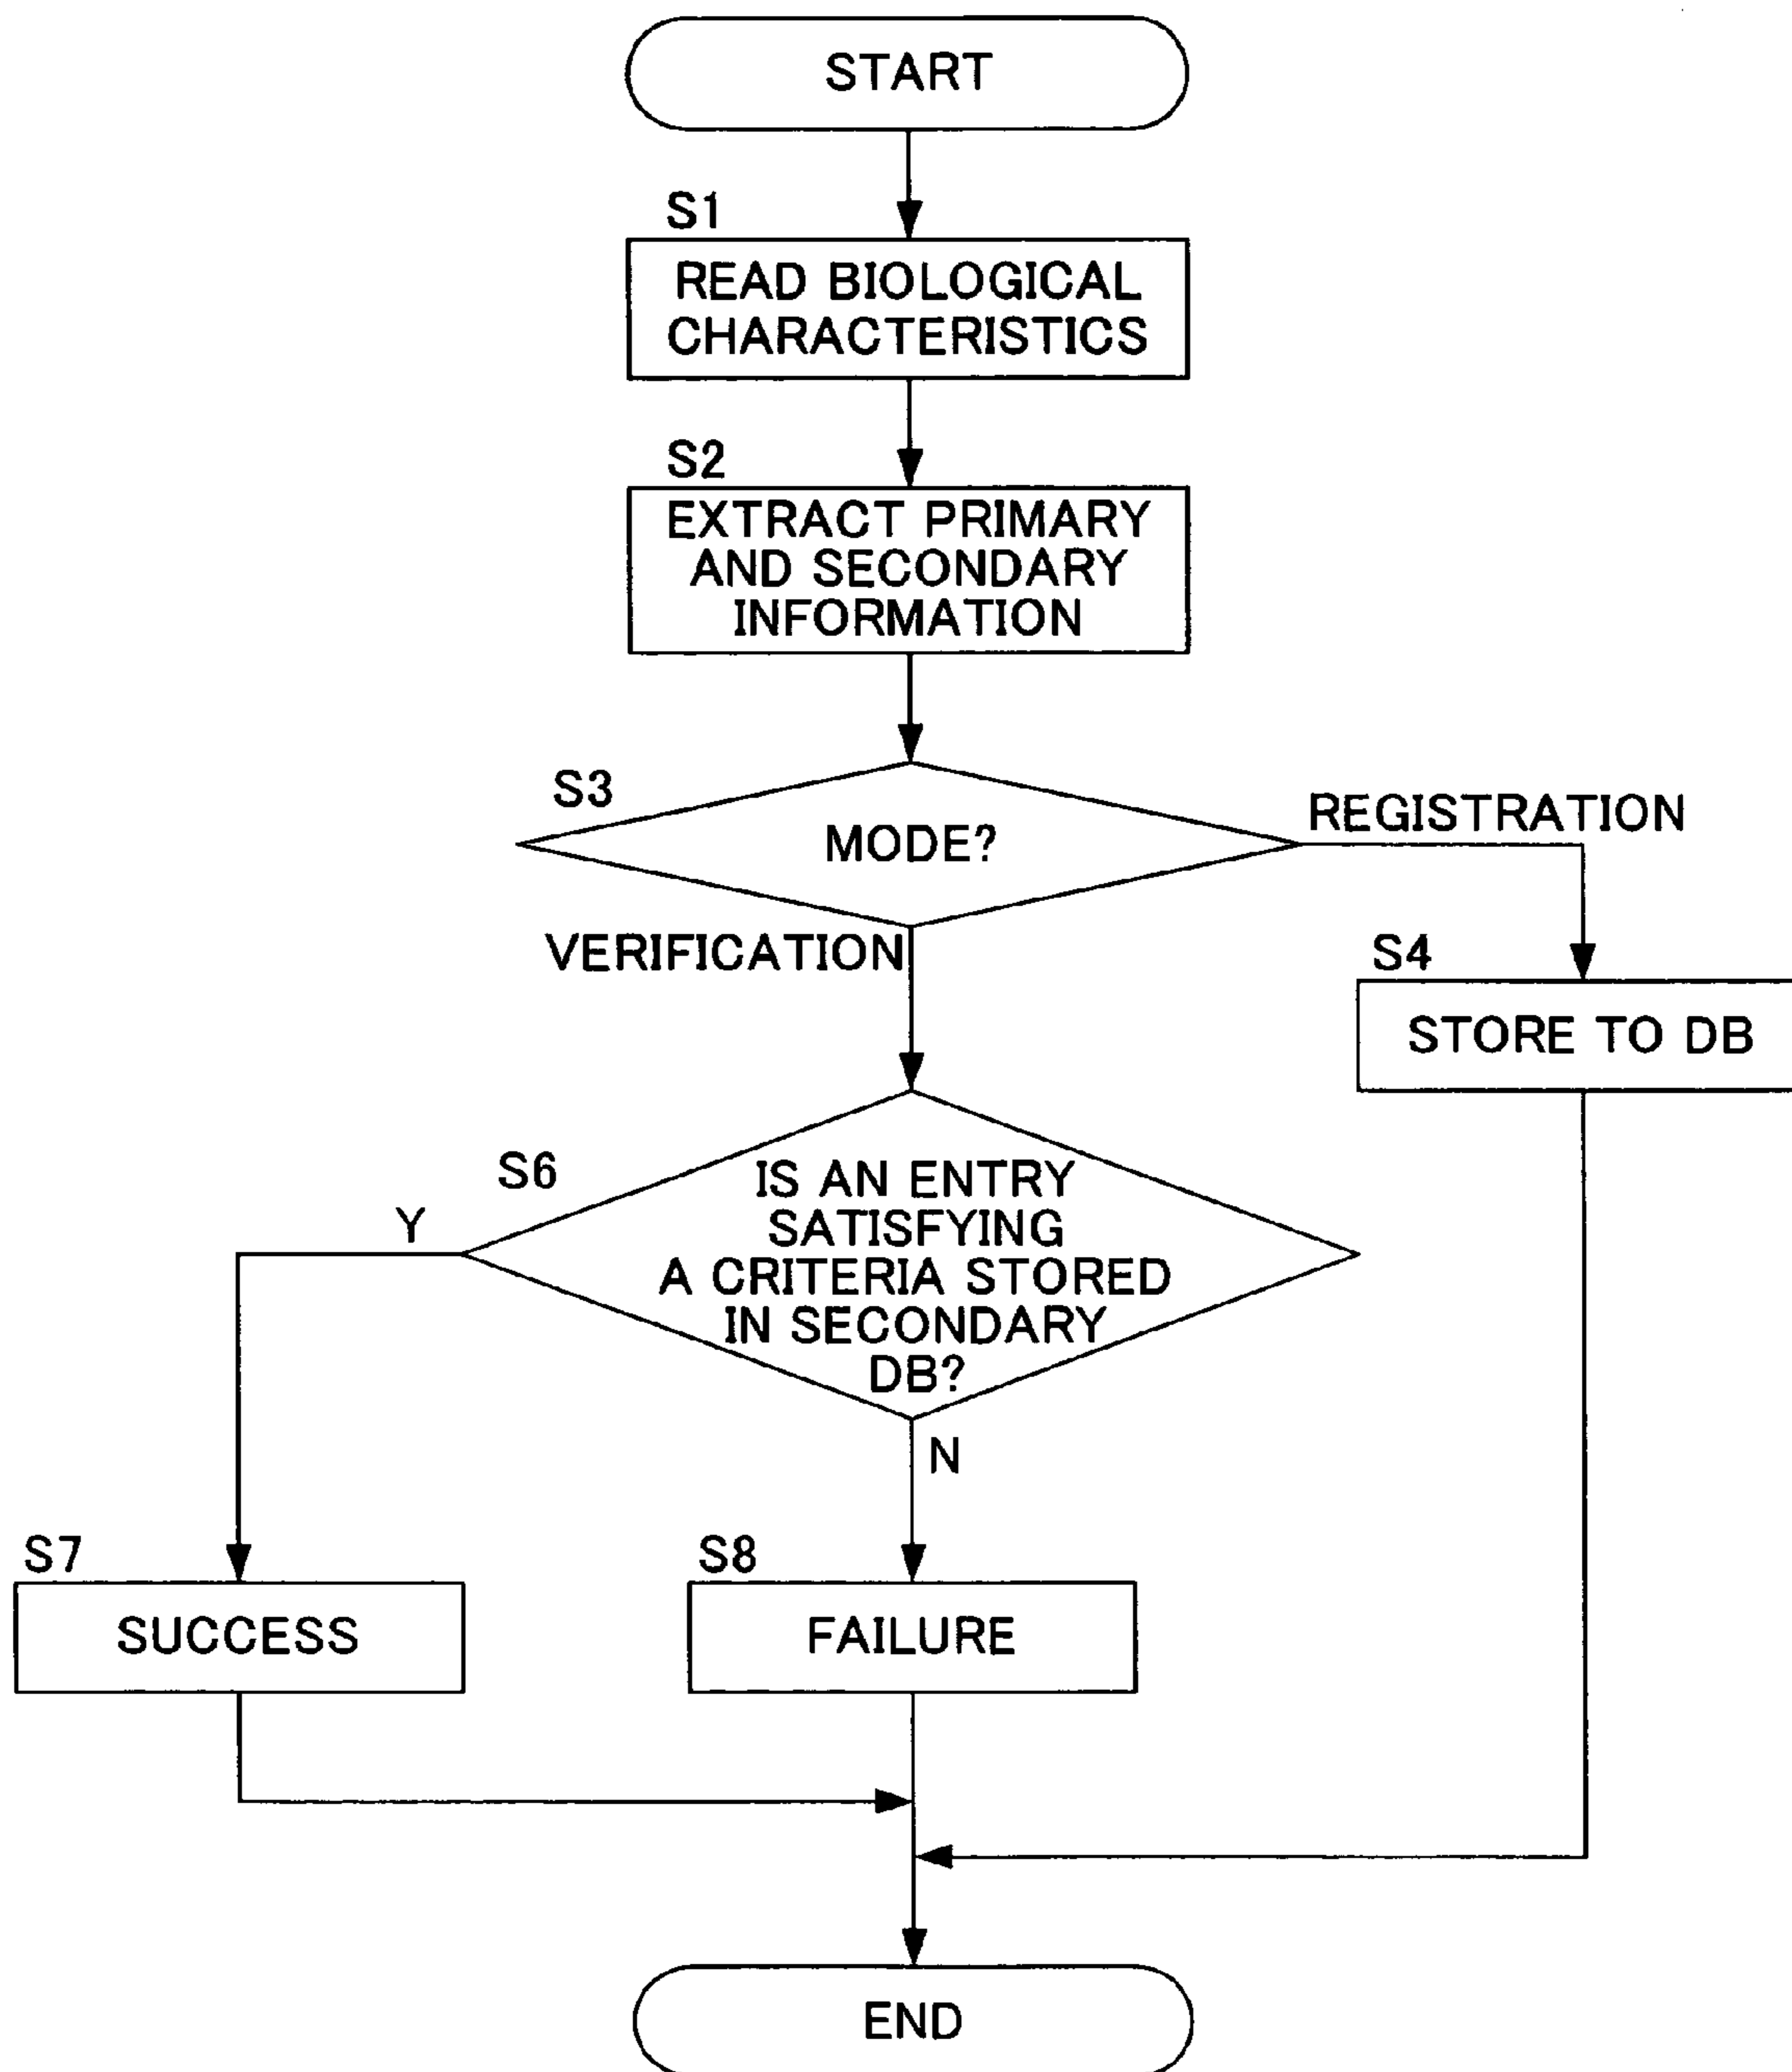 START
S1
READ BIOLOGICAL
CHARACTERISTICS
S2
EXTRACT PRIMARY
AND SECONDARY
INFORMATION
S3
MODE?
REGISTRATION
VERIFICATION
S4
STORE TO DB
S6
IS AN ENTRY
SATISFYING
A CRITERIA STORED
IN SECONDARY
DB?
Y
N
S7
SUCCESS
S8
FAILURE
END